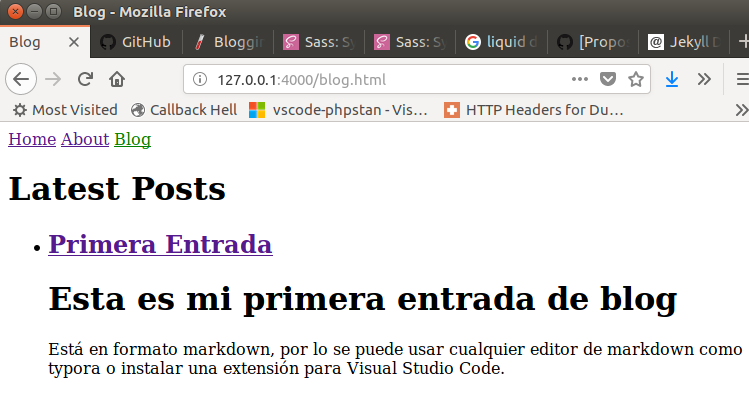 Blog - Mozilla Firefox
Blog GitHub Bloggin Sass: Sy Sass: Sy liquid d [Propo Jekyll D
127.0.0.1:4000/blog.html
Most Visited Callback Hell vscode-phpstan - Vis… HTTP Headers for Du…
Home About Blog
Latest Posts
Primera Entrada
Esta es mi primera entrada de blog
Está en formato markdown, por lo se puede usar cualquier editor de markdown como
typora o instalar una extensión para Visual Studio Code.